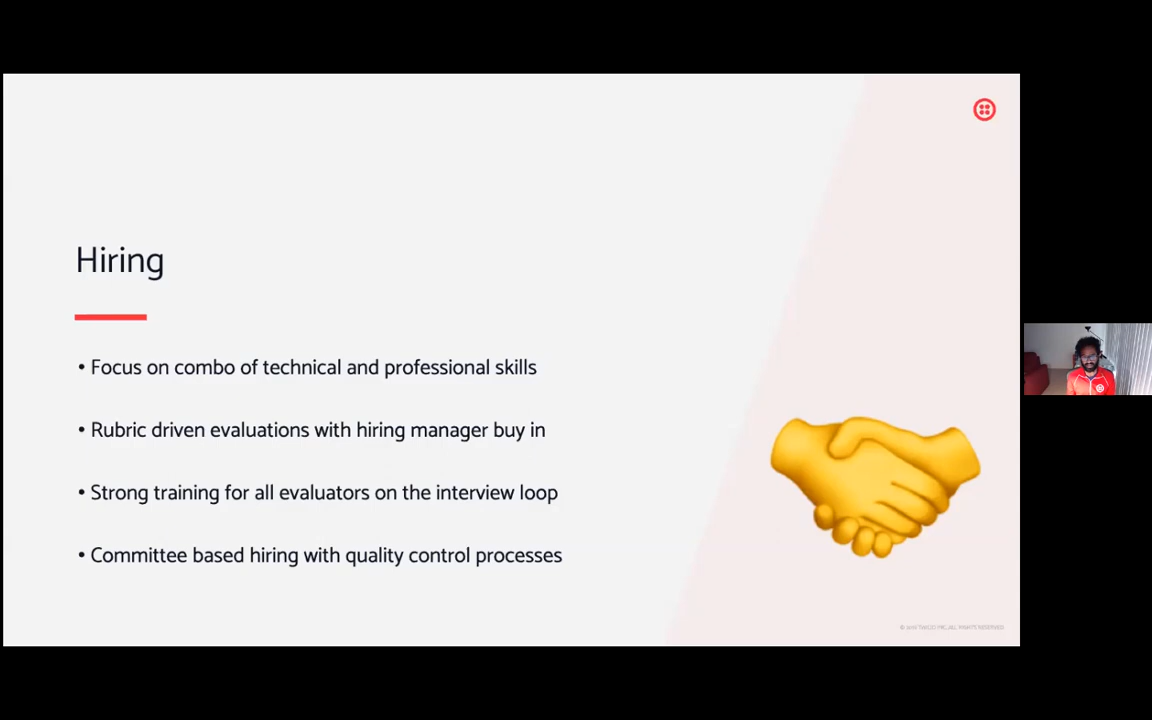 Hiring
• Focus on combo of technical and professional skills
• Rubric driven evaluations with hiring manager buy in
• Strong training for all evaluators on the interview loop
• Committee based hiring with quality control processes